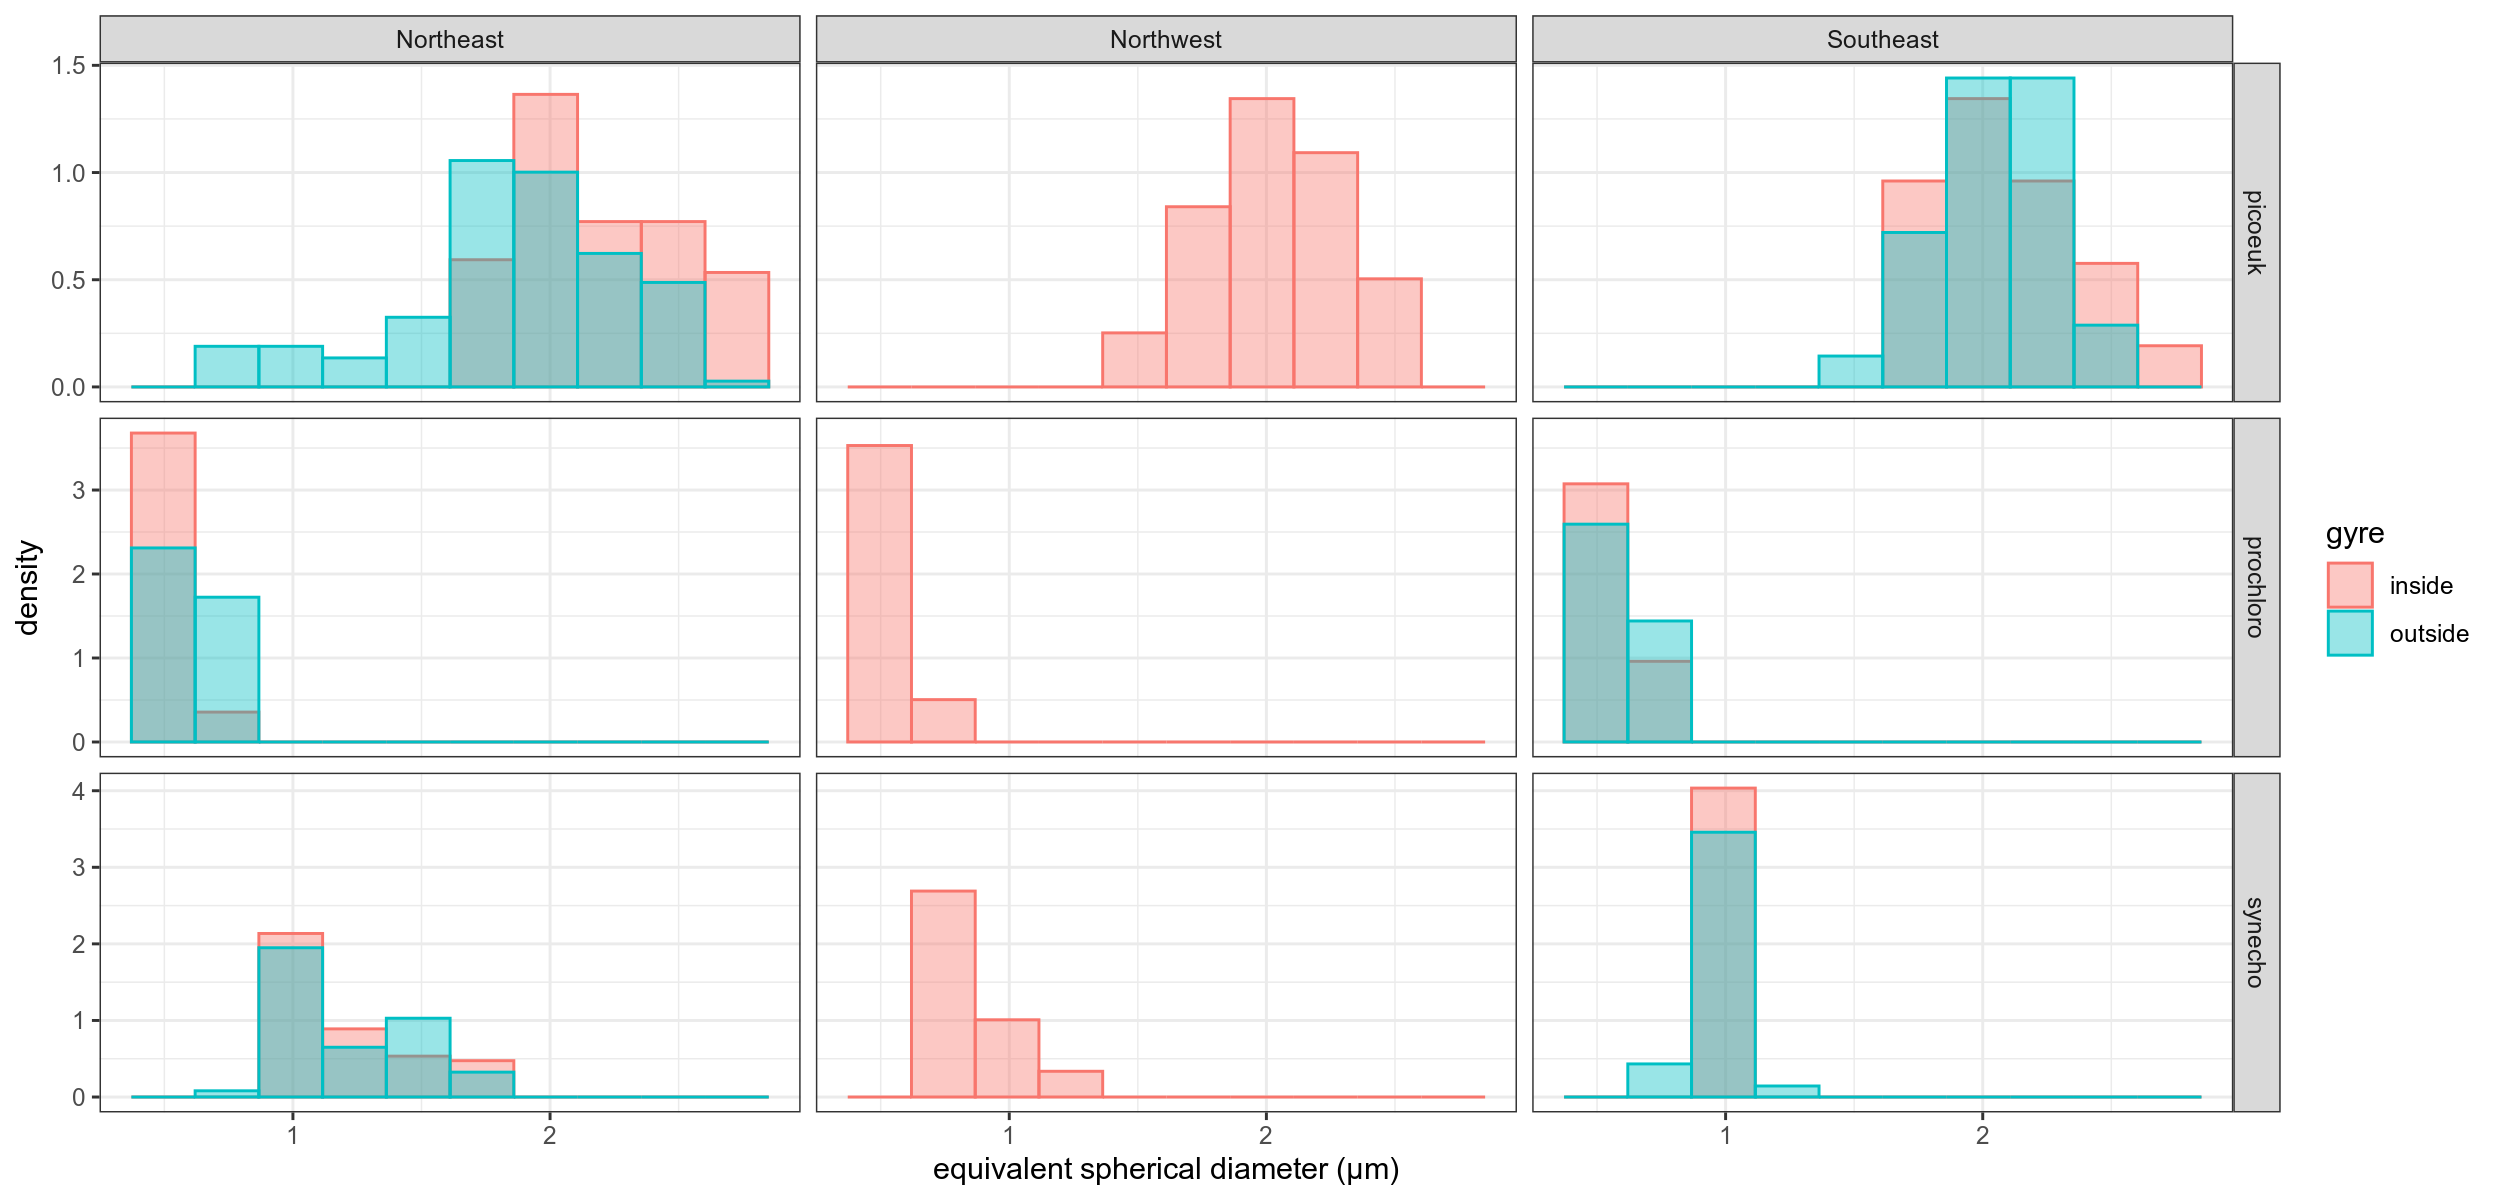 Northeast
Northwest
Southeast
1.5
1.0
0.5
0.0
picoeuk
3
2
1
0
prochloro
4
3
2
1
0
synecho
1
2
1
2
1
2
equivalent spherical diameter (μm)
density
gyre
inside
outside